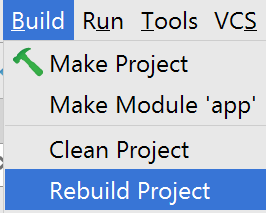 Build Run Tools VCS
Make Project
Make Module 'app'
Clean Project
Rebuild Project